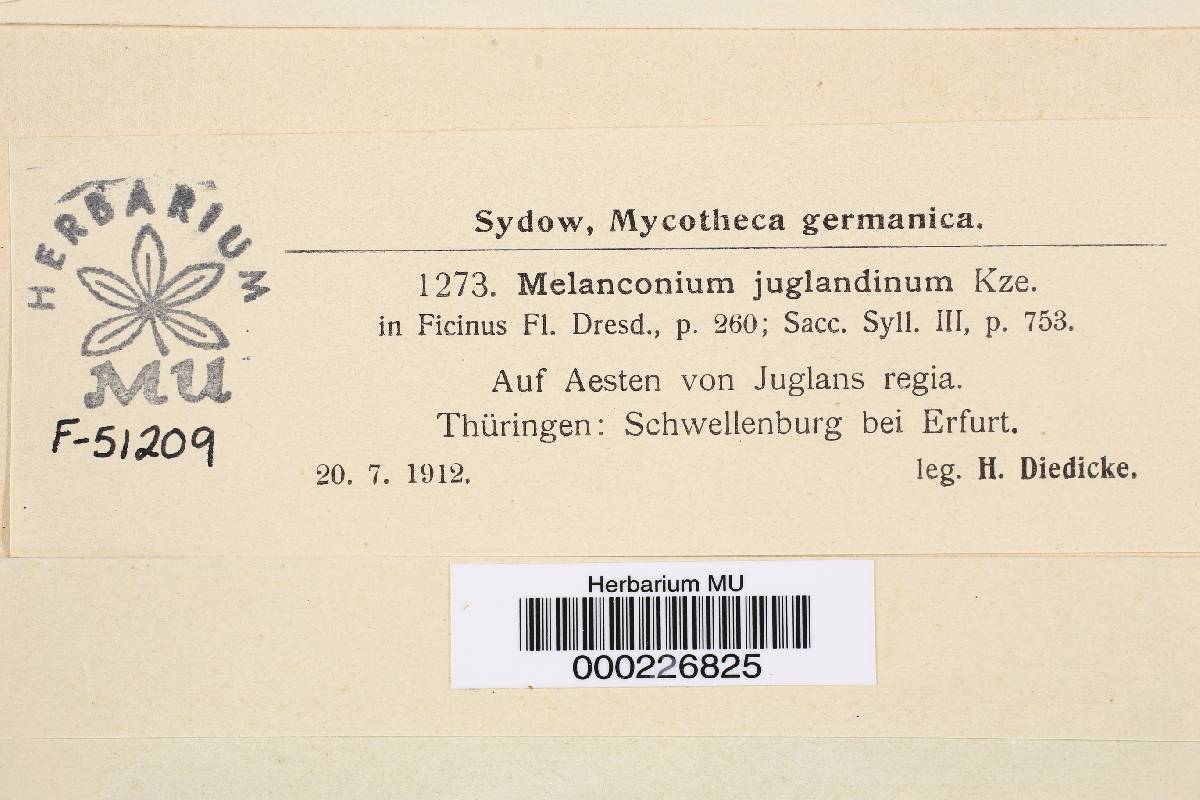 HERBARIUM
MU
F-51209
Sydow, Mycotheca germanica.
1273. Melanconium juglandinum Kze.
in Ficinus Fl. Dresd., p. 260; Sacc. Syll. III, p. 753.
Auf Aesten von Juglans regia.
Thüringen: Schwellenburg bei Erfurt.
20. 7. 1912. leg. H. Diedicke.
Herbarium MU
000226825